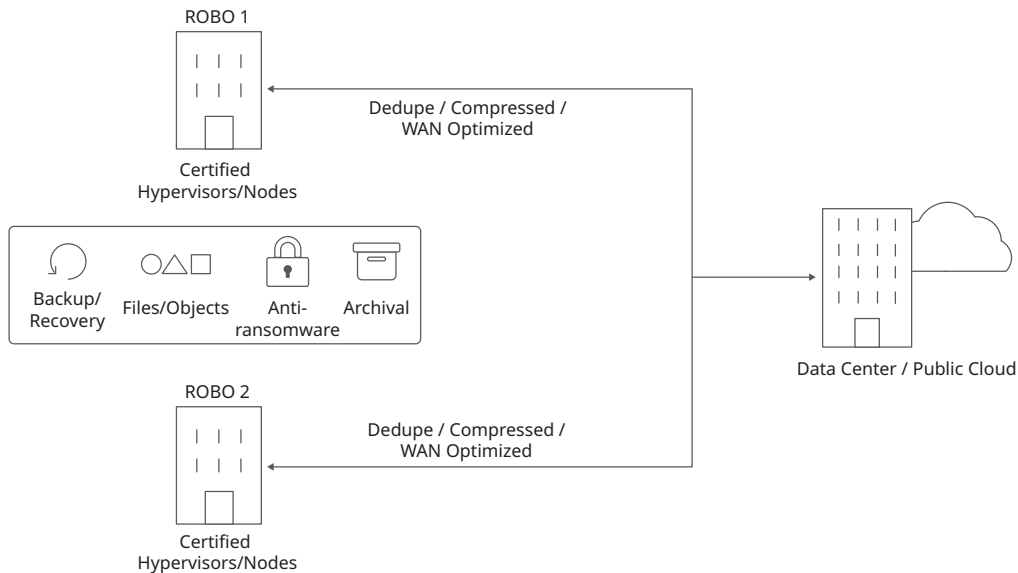 ROBO 1
Dedupe / Compressed /
WAN Optimized
Certified
Hypervisors/Nodes
Backup/
Recovery
Files/Objects
Anti-
ransomware
Archival
Data Center / Public Cloud
ROBO 2
Dedupe / Compressed /
WAN Optimized
Certified
Hypervisors/Nodes